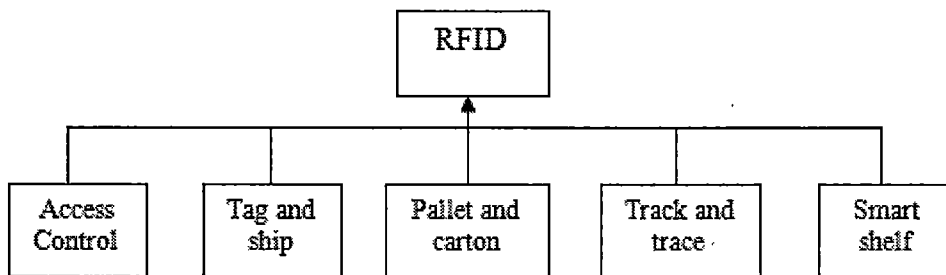 RFID
Access
Control
Tag and
ship
Pallet and
carton
Track and
trace
Smart
shelf